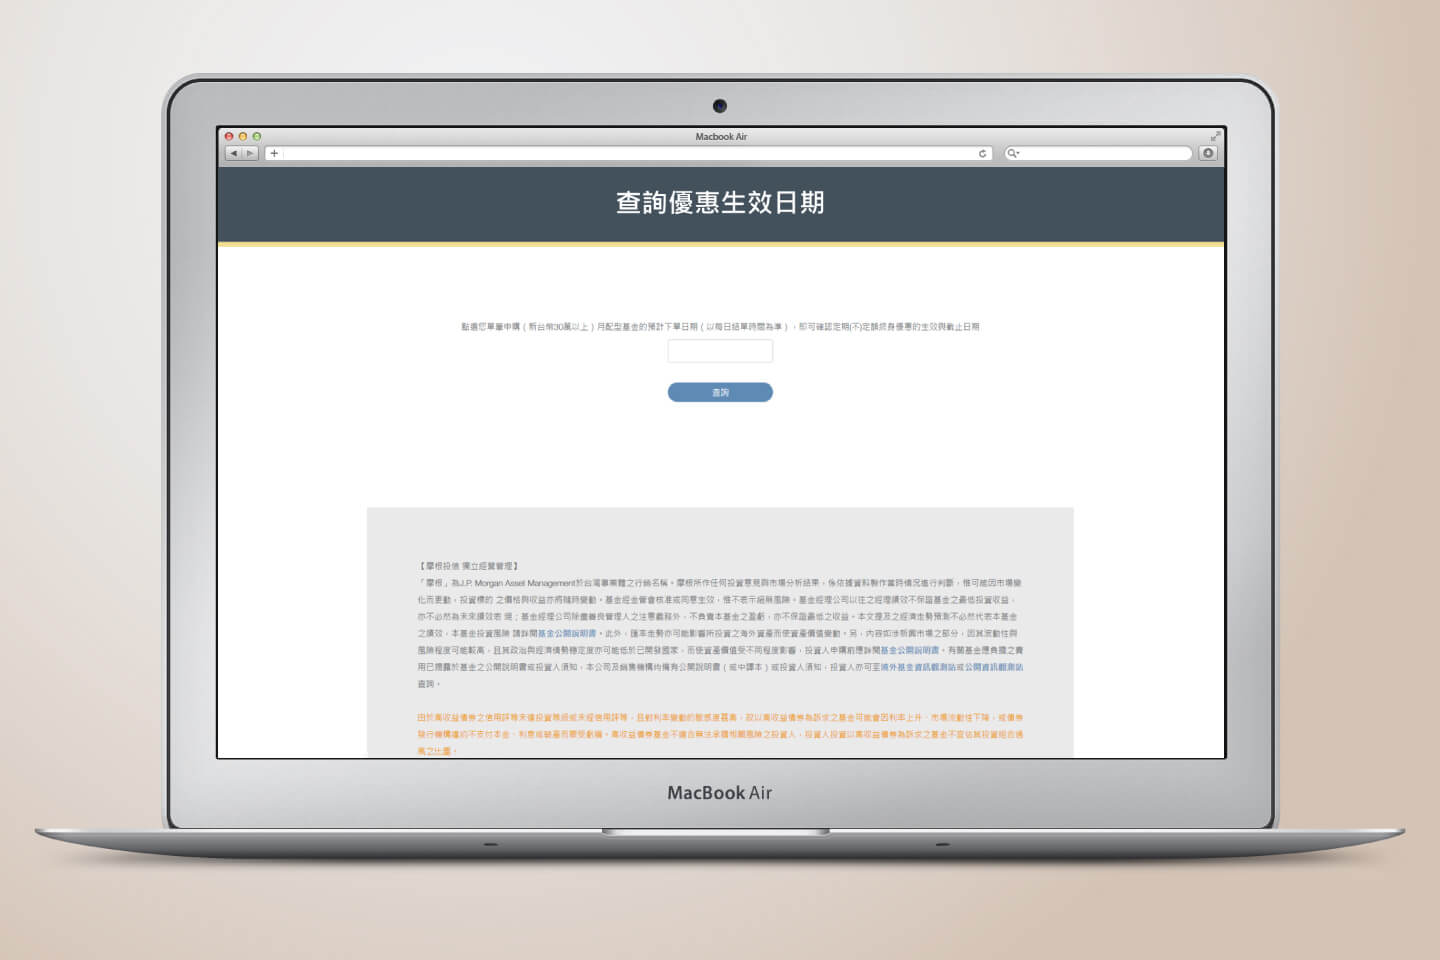 Macbook Air
查詢優惠生效日期
點選您單筆申購（新台幣30萬以上）月配型基金的預計下單日期（以每日結單時間為準），即可確認定期(不)定額終身優惠的生效與截止日期
查詢
【摩根投信 獨立經營管理】
「摩根」為J.P. Morgan Asset Management於台灣事業體之行銷名稱。摩根所作任何投資意見與市場分析結果，係依據資料製作當時情況進行判斷，惟可能因市場變
化而更動，投資標的 之價格與收益亦將隨時變動。基金經金管會核准或同意生效，惟不表示絕無風險。基金經理公司以往之經理績效不保證基金之最低投資收益，
亦不必然為未來績效表 現；基金經理公司除盡善良管理人之注意義務外，不負責本基金之盈虧，亦不保證最低之收益。本文提及之經濟走勢預測不必然代表本基金
之績效，本基金投資風險 請詳閱基金公開說明書。此外，匯率走勢亦可能影響所投資之海外資產而使資產價值變動。另，內容如涉新興市場之部分，因其波動性與
風險程度可能較高，且其政治與經濟情勢穩定度亦可能低於已開發國家，而使資產價值受不同程度影響，投資人申購前應詳閱基金公開說明書。有關基金應負擔之費
用已揭露於基金之公開說明書或投資人須知，本公司及銷售機構均備有公開說明書（或中譯本）或投資人須知，投資人亦可至境外基金資訊觀測站或公開資訊觀測站
查詢。
由於高收益債券之信用評等未達投資等級或未經信用評等，且對利率變動的敏感度甚高，故以高收益債券為訴求之基金可能會因利率上升、市場流動性下降，或債券
發行機構違約不支付本金、利息或破產而蒙受虧損。高收益債券基金不適合無法承擔相關風險之投資人，投資人投資以高收益債券為訴求之基金不宜佔其投資組合過
高之比重。
MacBook Air